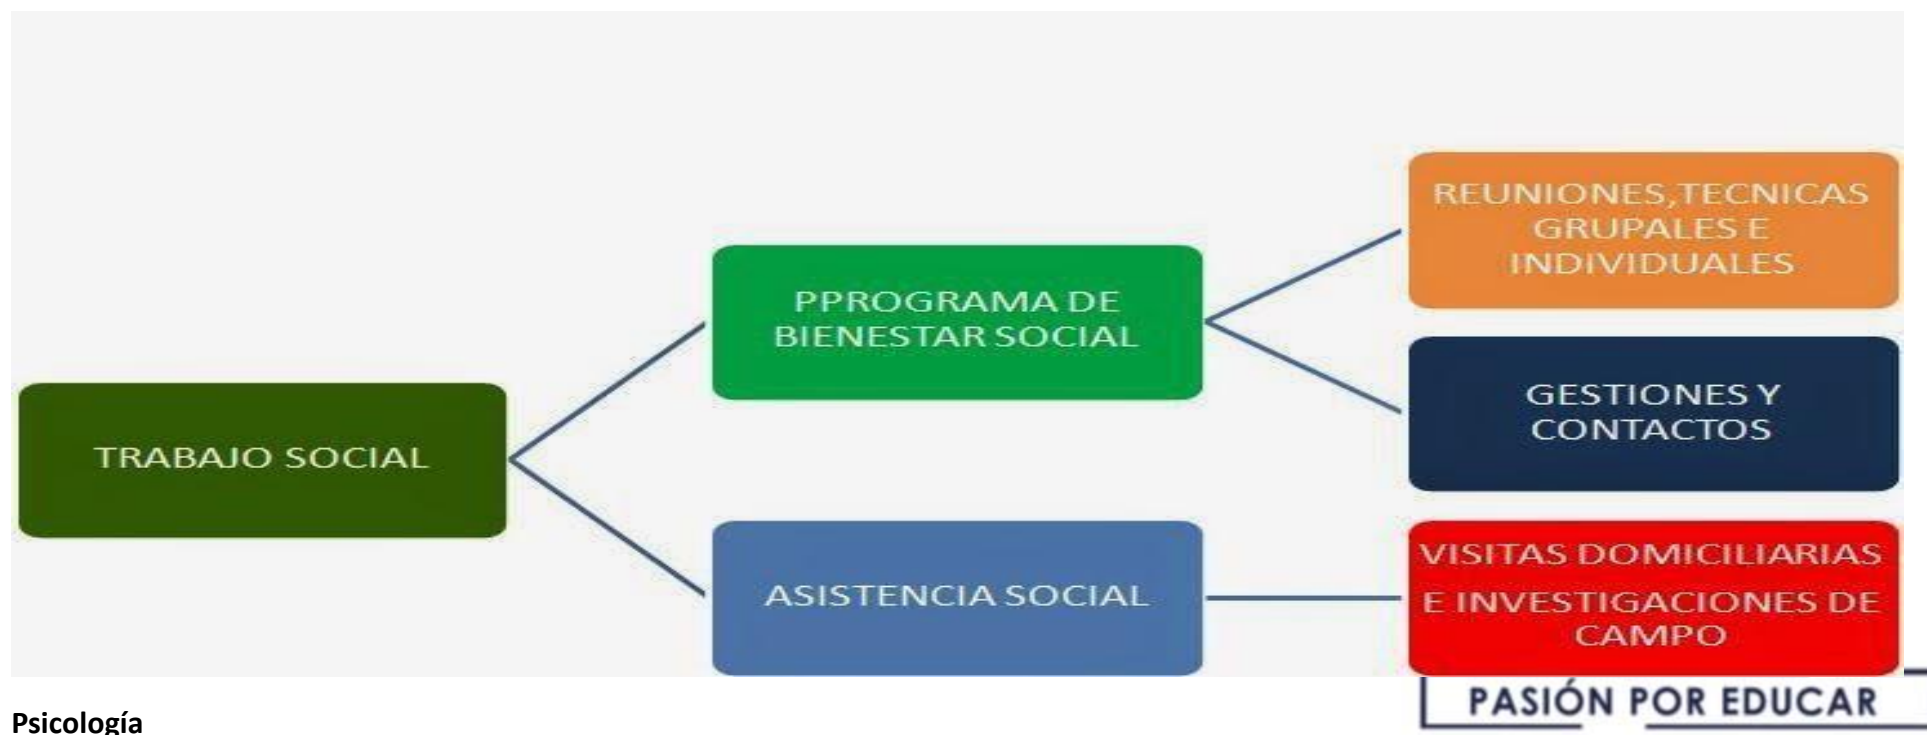 TRABAJO SOCIAL
PPROGRAMA DE
BIENESTAR SOCIAL
ASISTENCIA SOCIAL
REUNIONES,TECNICAS
GRUPALES E
INDIVIDUALES
GESTIONES Y
CONTACTOS
VISITAS DOMICILIARIAS
E INVESTIGACIONES DE
CAMPO
PASIÓN POR EDUCAR
Psicología